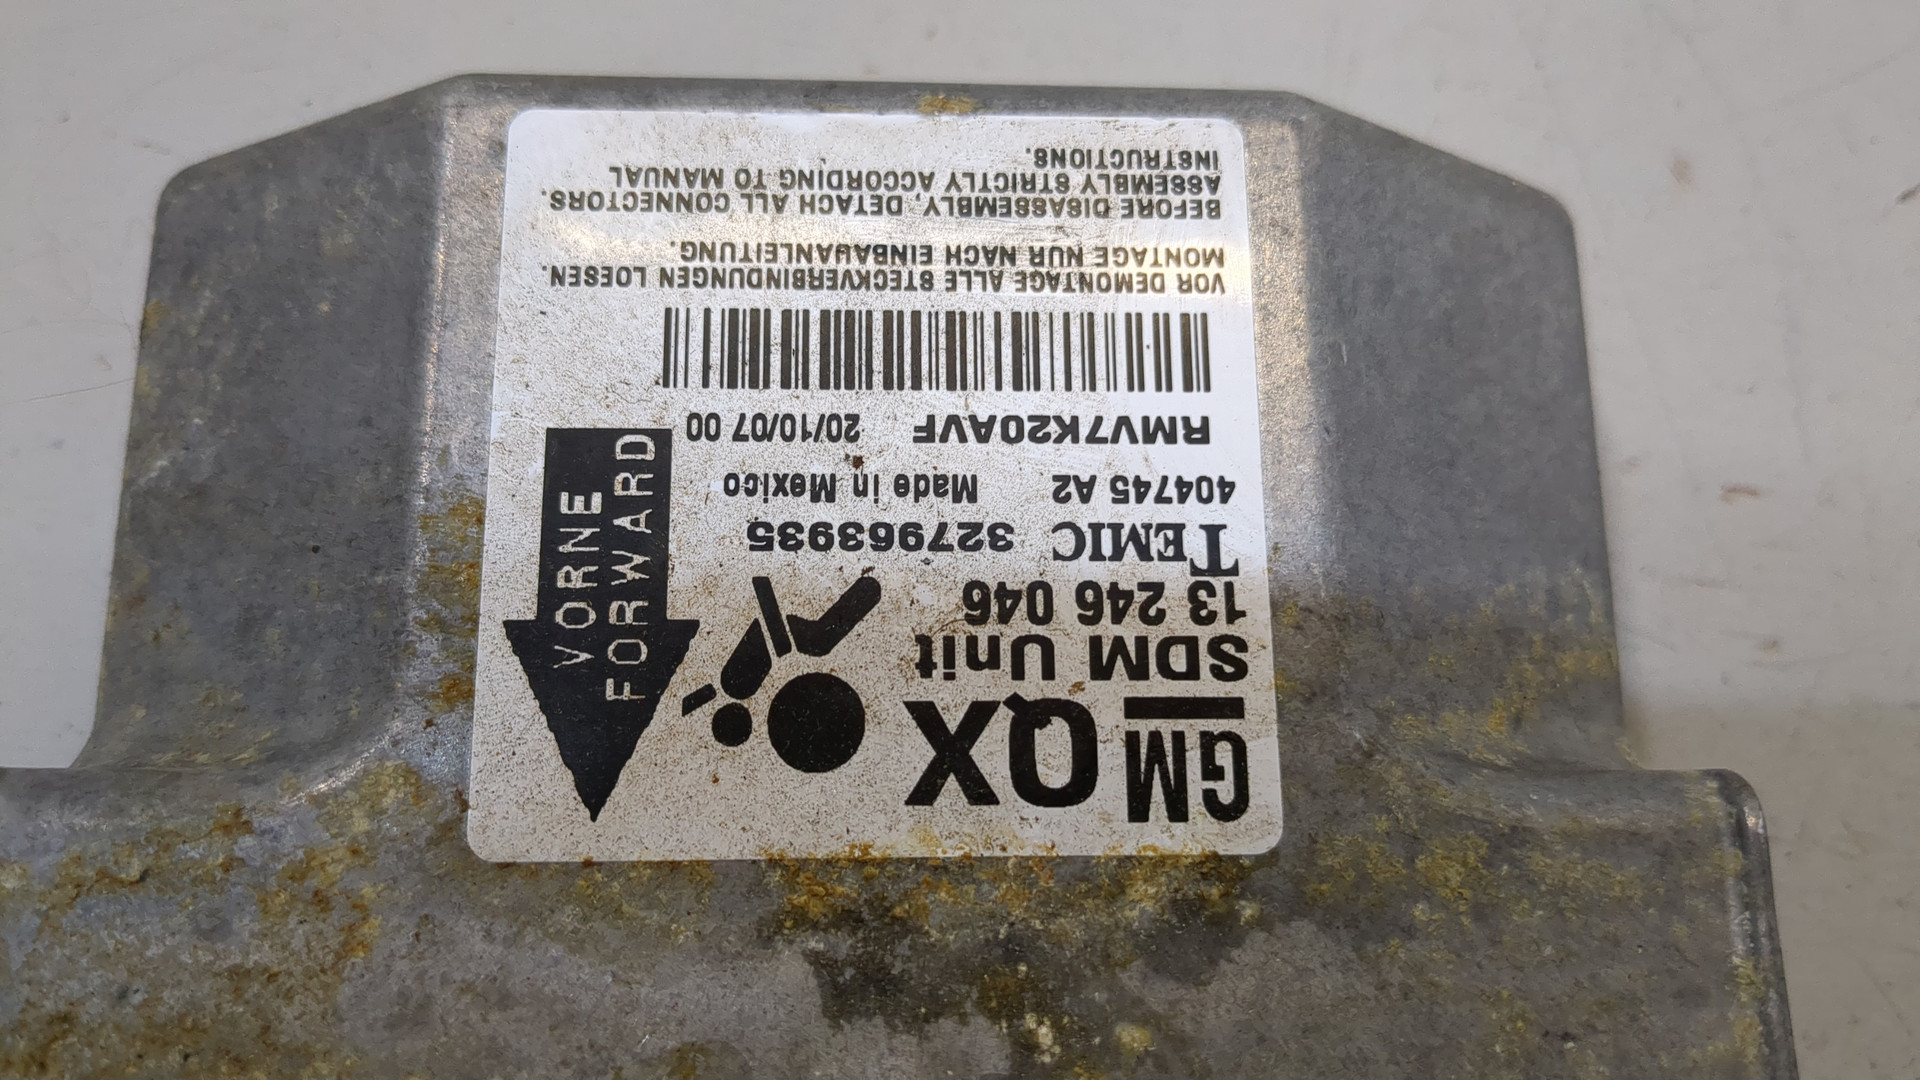 GM QX
SDM Unit
13 246 046
TEMIC 327963935
404745 A2 Made in Mexico
RMV7K20AVF 20/10/07 00
VOR DEMONTAGE ALLE STECKVERBINDUNGEN LOESEN.
MONTAGE NUR NACH EINBAUANLEITUNG.
BEFORE DISASSEMBLY, DETACH ALL CONNECTORS.
ASSEMBLY STRICTLY ACCORDING TO MANUAL
INSTRUCTIONS.
VORNE
FORWARD